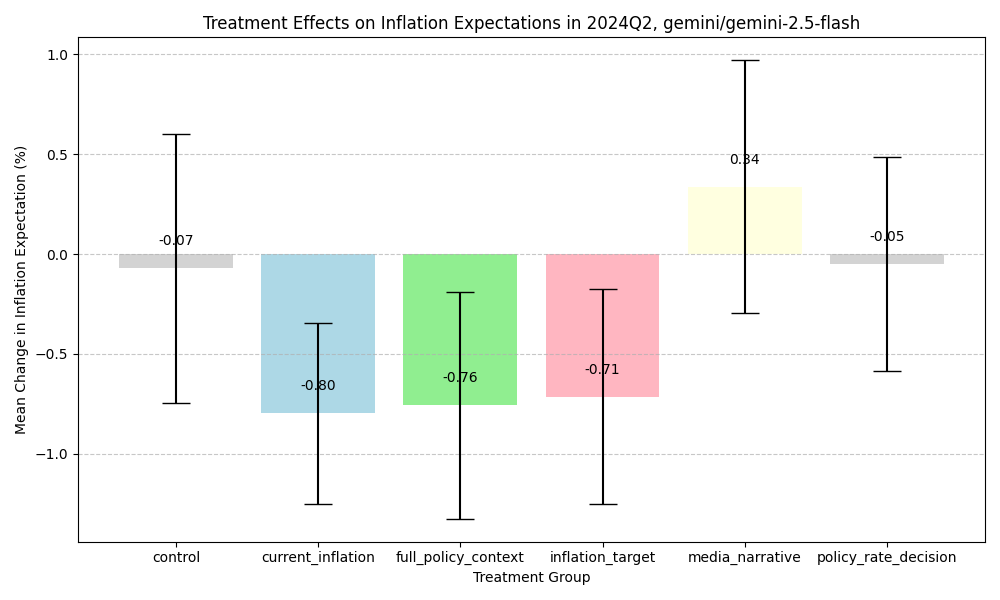 Treatment Effects on Inflation Expectations in 2024Q2, gemini/gemini-2.5-flash
Mean Change in Inflation Expectation (%)
1.0
0.5
0.0
−0.5
−1.0
-0.07
-0.80
-0.76
-0.71
0.34
-0.05
control
current_inflation
full_policy_context
inflation_target
media_narrative
policy_rate_decision
Treatment Group